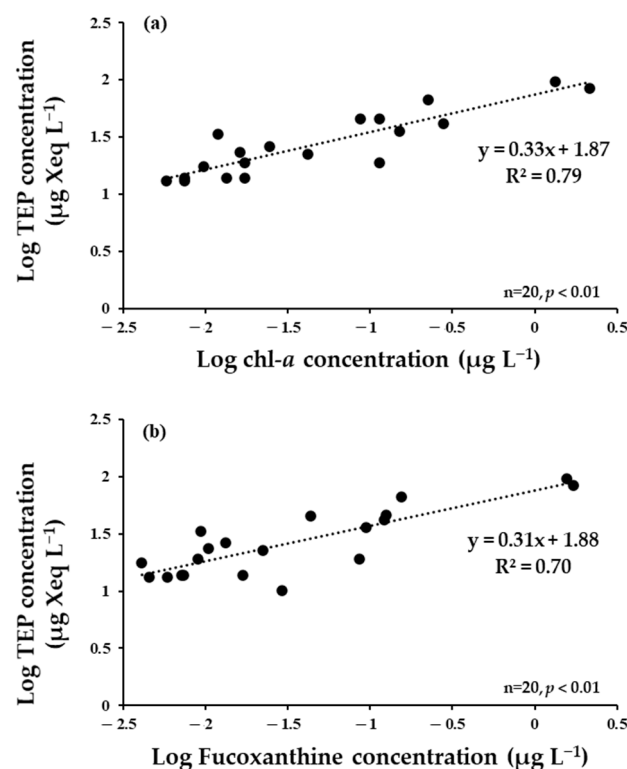 (a)
Log TEP concentration
(µg Xeq L⁻¹)
2.5
2
1.5
1
0.5
0
y = 0.33x + 1.87
R² = 0.79
n=20, p < 0.01
−2.5 −2 −1.5 −1 −0.5 0 0.5
Log chl-a concentration (µg L⁻¹)
(b)
Log TEP concentration
(µg Xeq L⁻¹)
2.5
2
1.5
1
0.5
0
y = 0.31x + 1.88
R² = 0.70
n=20, p < 0.01
−2.5 −2 −1.5 −1 −0.5 0 0.5
Log Fucoxanthine concentration (µg L⁻¹)